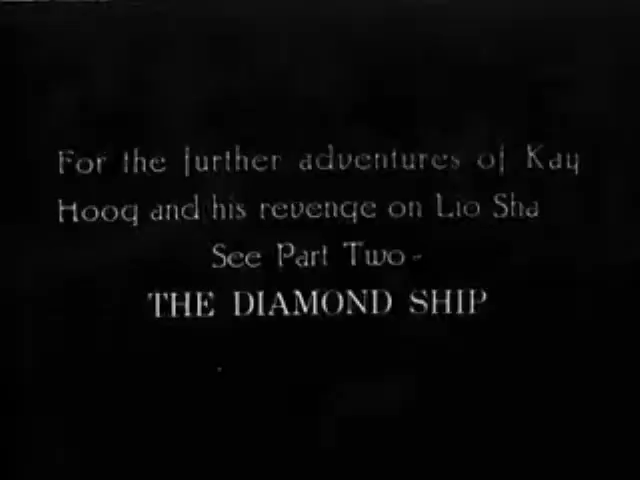 For the further adventures of Kay
Hoog and his revenge on Lio Sha
See Part Two -
THE DIAMOND SHIP